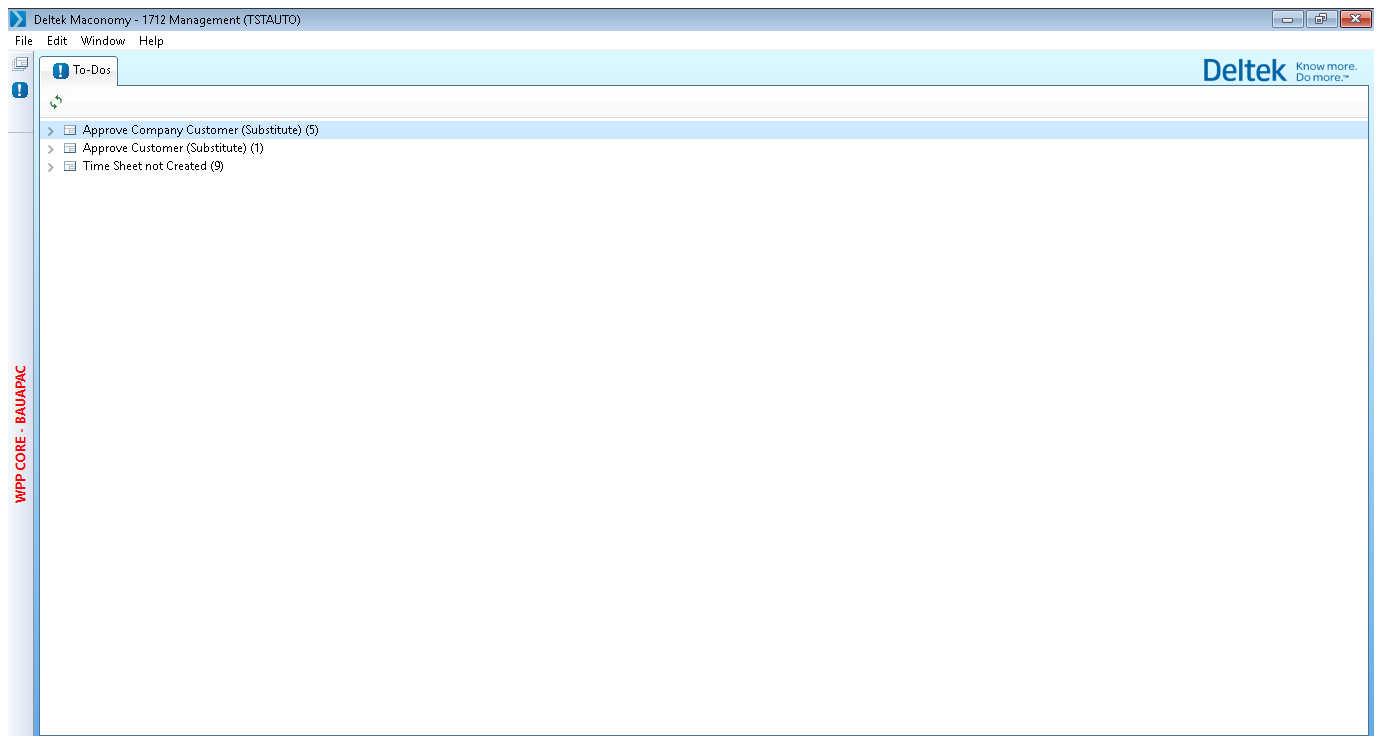 Deltek Maconomy - 1712 Management (TSTAUTO)
File Edit Window Help
To-Dos
Deltek Know more.
Do more.™
Approve Company Customer (Substitute) (5)
Approve Customer (Substitute) (1)
Time Sheet not Created (9)
WPP CORE - BAUAPAC